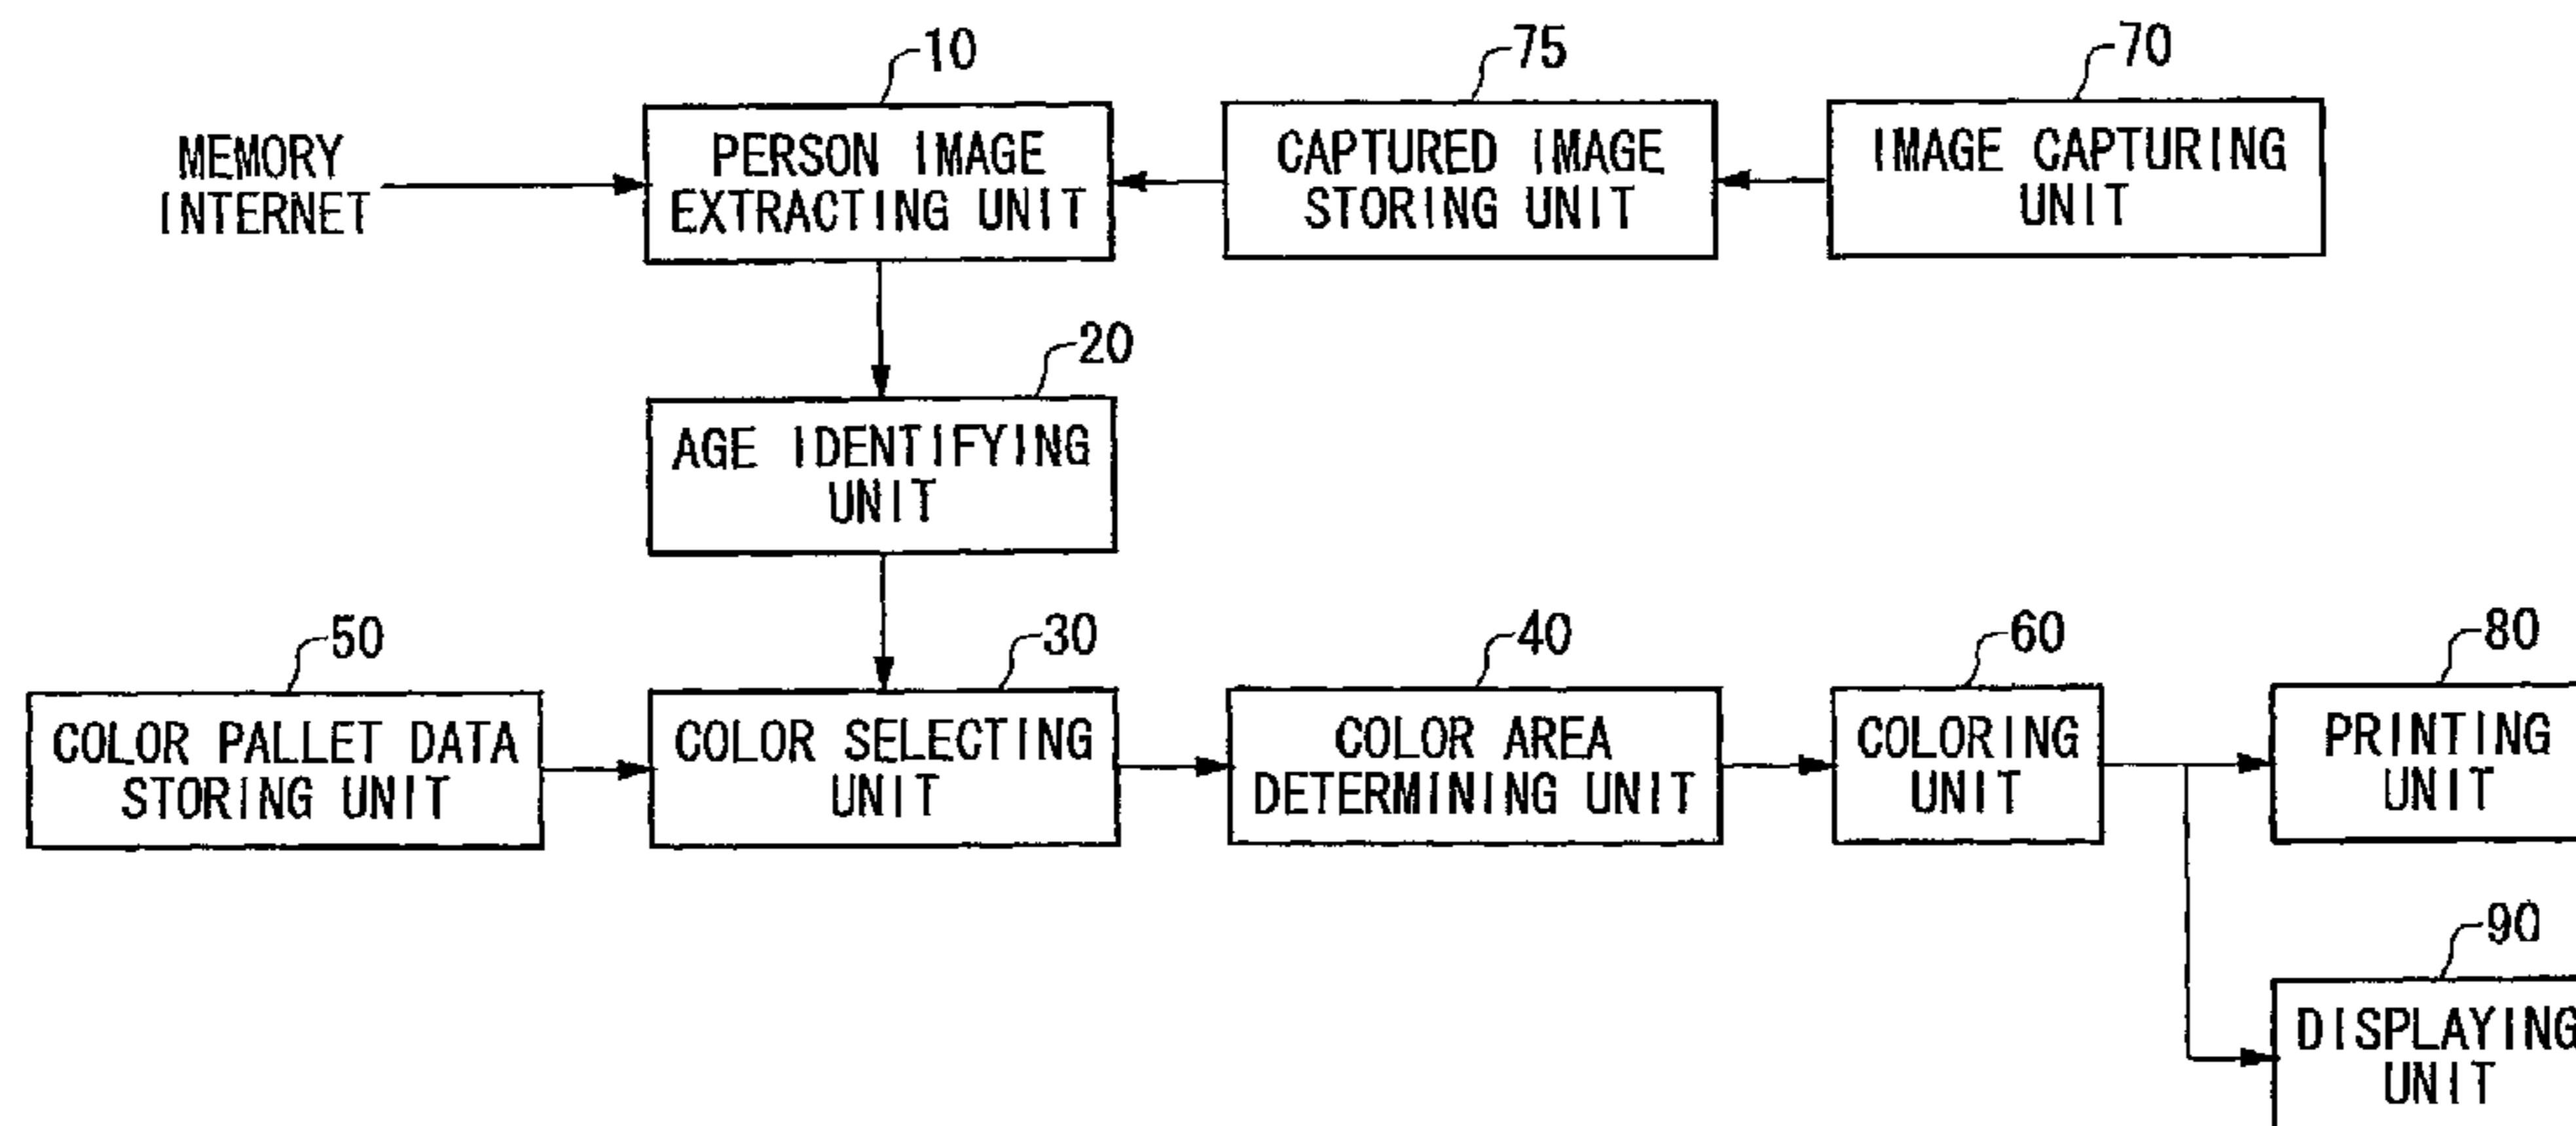 10
75
70
MEMORY
INTERNET
PERSON IMAGE
EXTRACTING UNIT
CAPTURED IMAGE
STORING UNIT
IMAGE CAPTURING
UNIT
20
AGE IDENTIFYING
UNIT
50
30
40
60
80
COLOR PALLET DATA
STORING UNIT
COLOR SELECTING
UNIT
COLOR AREA
DETERMINING UNIT
COLORING
UNIT
PRINTING
UNIT
90
DISPLAYING
UNIT